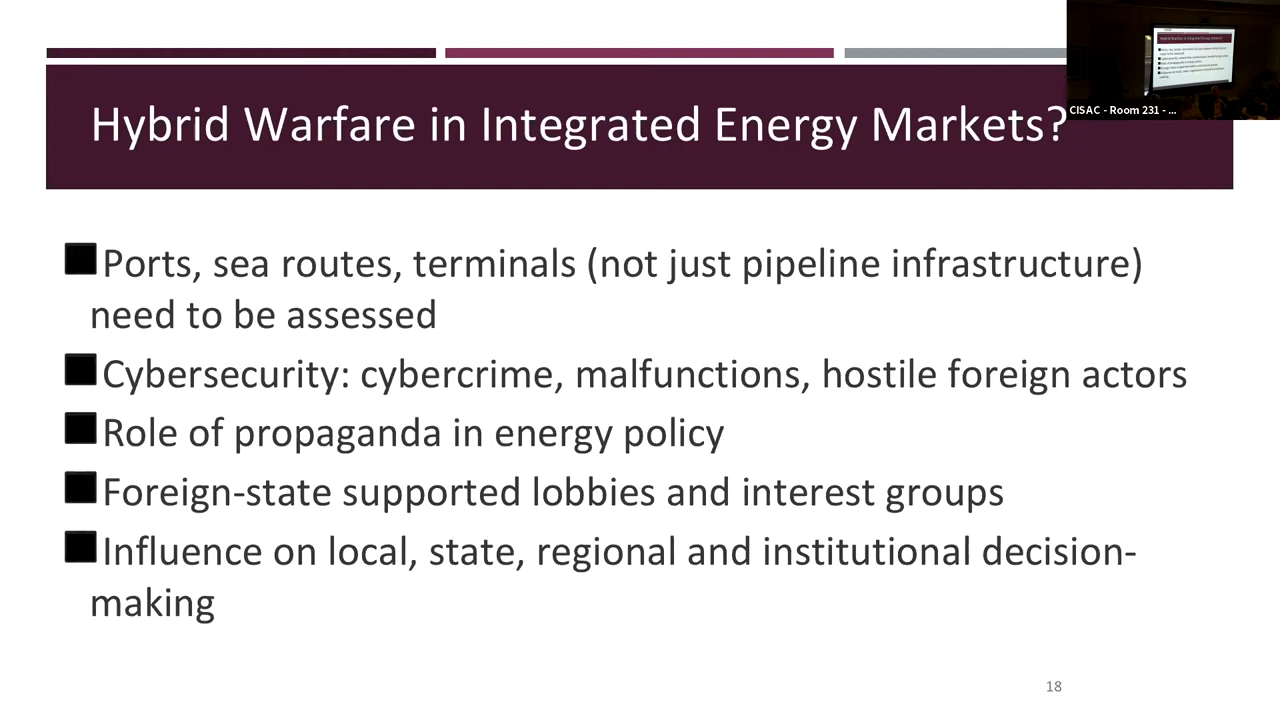 Hybrid Warfare in Integrated Energy Markets?
CISAC - Room 231 - ...
Ports, sea routes, terminals (not just pipeline infrastructure)
need to be assessed
Cybersecurity: cybercrime, malfunctions, hostile foreign actors
Role of propaganda in energy policy
Foreign-state supported lobbies and interest groups
Influence on local, state, regional and institutional decision-
making
18